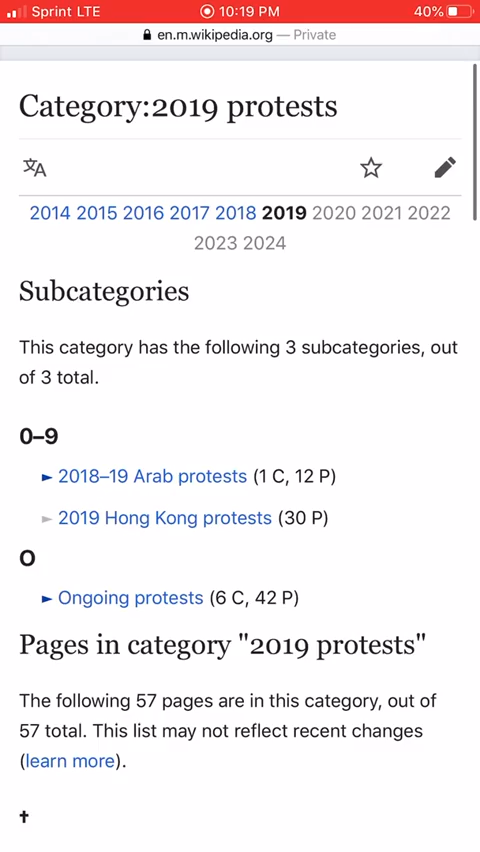 Sprint LTE 10:19 PM 40%
en.m.wikipedia.org — Private
Category:2019 protests
2014 2015 2016 2017 2018 2019 2020 2021 2022
2023 2024
Subcategories
This category has the following 3 subcategories, out
of 3 total.
0–9
► 2018–19 Arab protests (1 C, 12 P)
► 2019 Hong Kong protests (30 P)
O
► Ongoing protests (6 C, 42 P)
Pages in category "2019 protests"
The following 57 pages are in this category, out of
57 total. This list may not reflect recent changes
(learn more).
✝